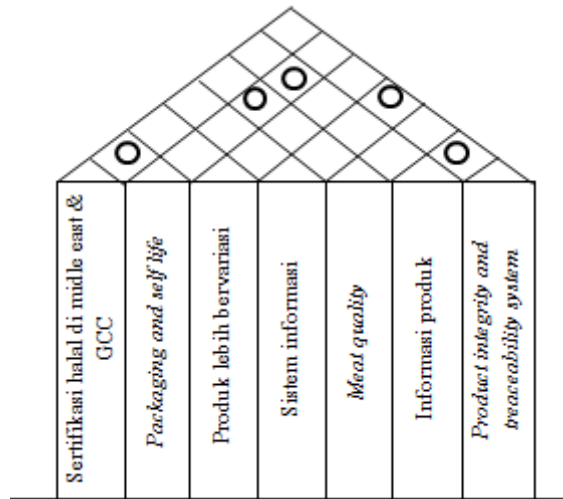 Sertifikasi halal di midle east &
GCC
Packaging and self life
Produk lebih bervariasi
Sistem informasi
Meat quality
Informasi produk
Product integrity and
treaceability system